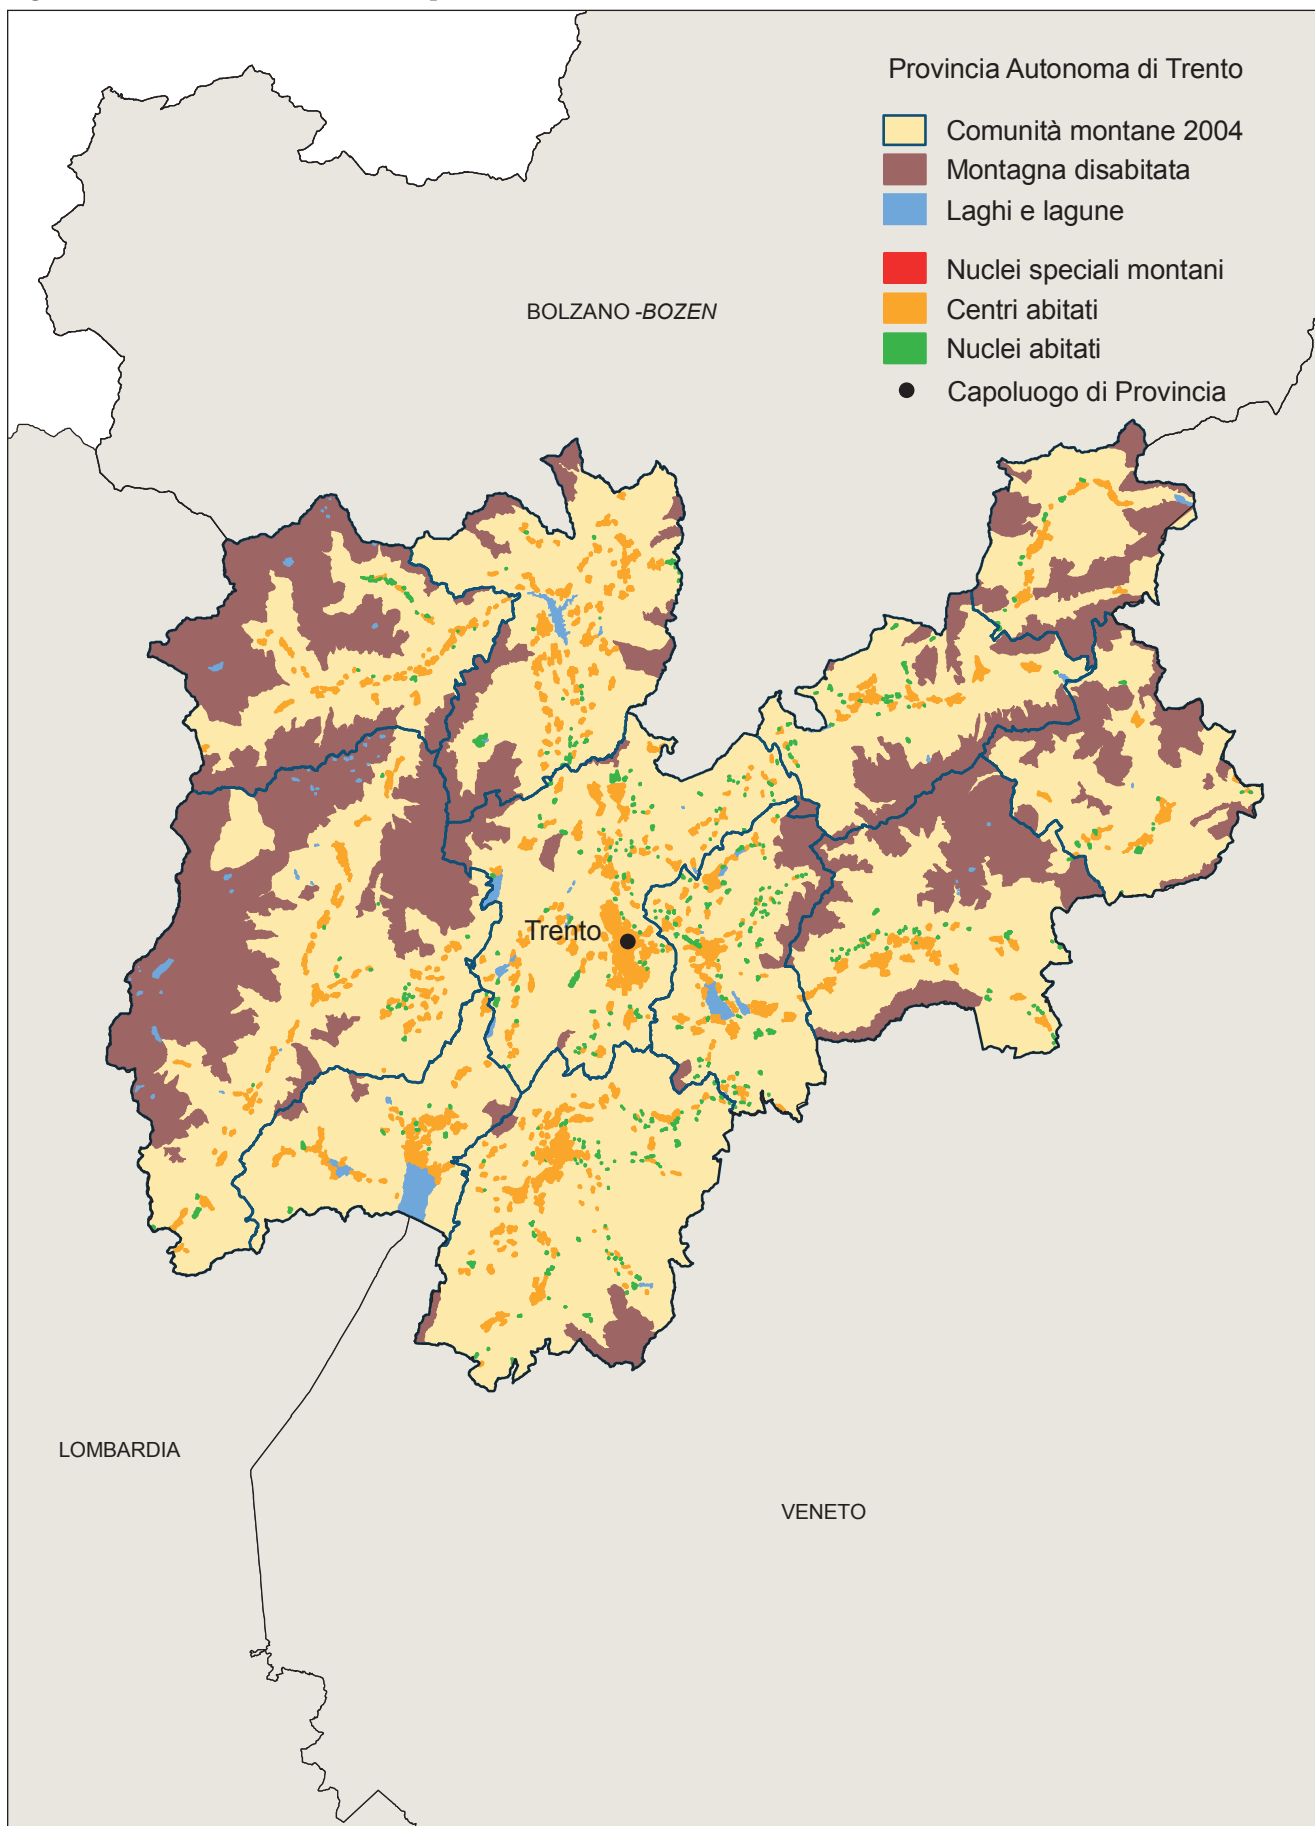 Provincia Autonoma di Trento
Comunità montane 2004
Montagna disabitata
Laghi e lagune
Nuclei speciali montani
Centri abitati
Nuclei abitati
Capoluogo di Provincia
BOLZANO -BOZEN
Trento
LOMBARDIA
VENETO